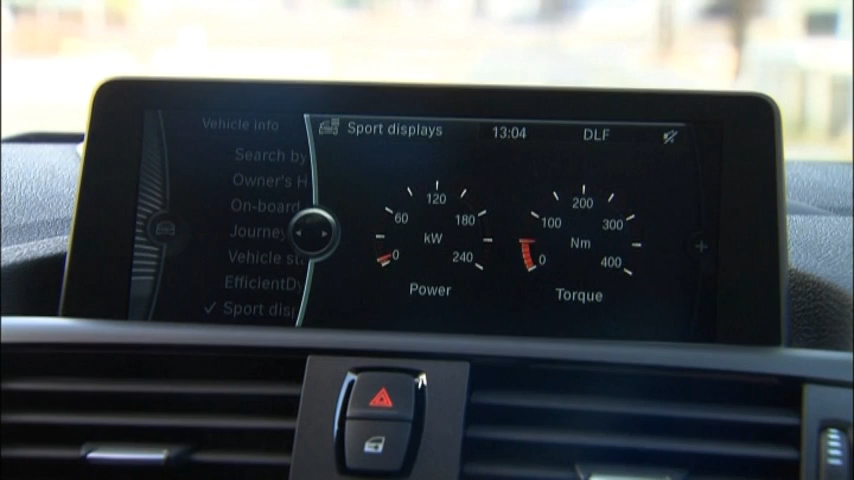 Vehicle info
Search by
Owner's H
On-board
Journey
Vehicle st
EfficientDy
✓ Sport disp
Sport displays 13:04 DLF
0 60 120 180 240
kW
Power
0 100 200 300 400
Nm
Torque